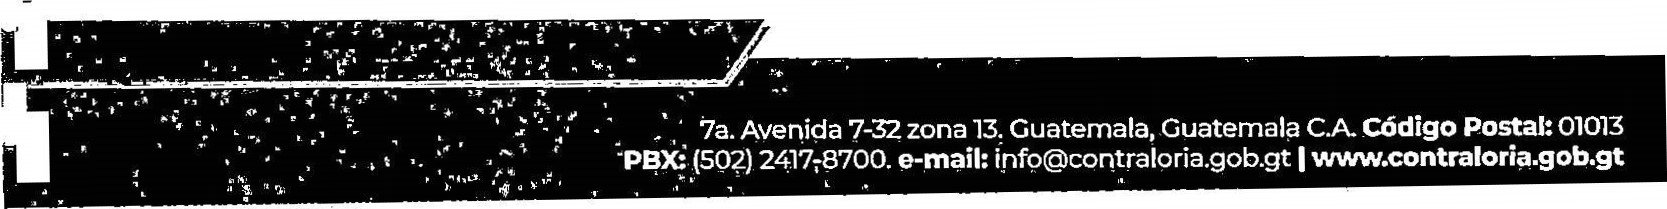 7a. Avenida 7-32 zona 13. Guatemala, Guatemala C.A. Código Postal: 01013
PBX: (502) 2417-8700. e-mail: info@contraloria.gob.gt | www.contraloria.gob.gt